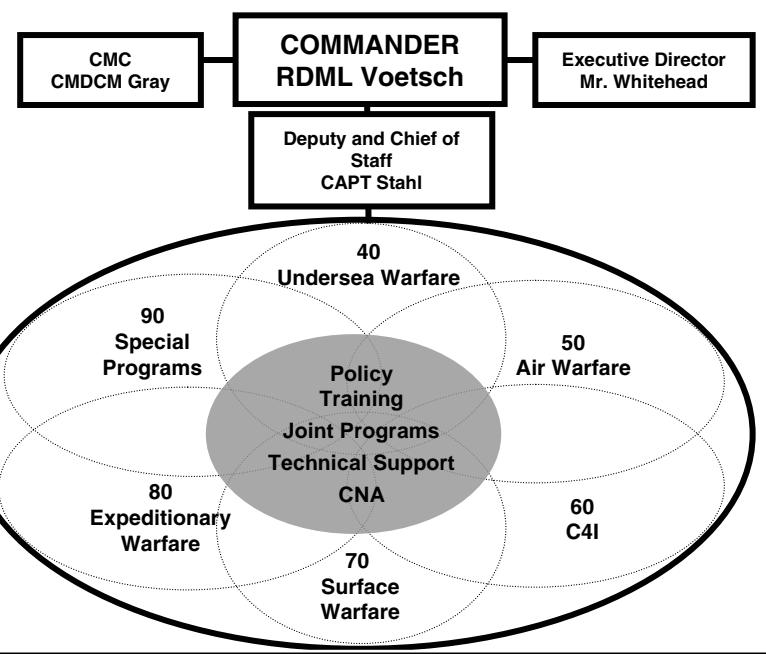 CMC
CMDCM Gray
COMMANDER
RDML Voetsch
Executive Director
Mr. Whitehead
Deputy and Chief of
Staff
CAPT Stahl
40
Undersea Warfare
90
Special
Programs
50
Air Warfare
Policy
Training
Joint Programs
Technical Support
CNA
80
Expeditionary
Warfare
60
C4I
70
Surface
Warfare